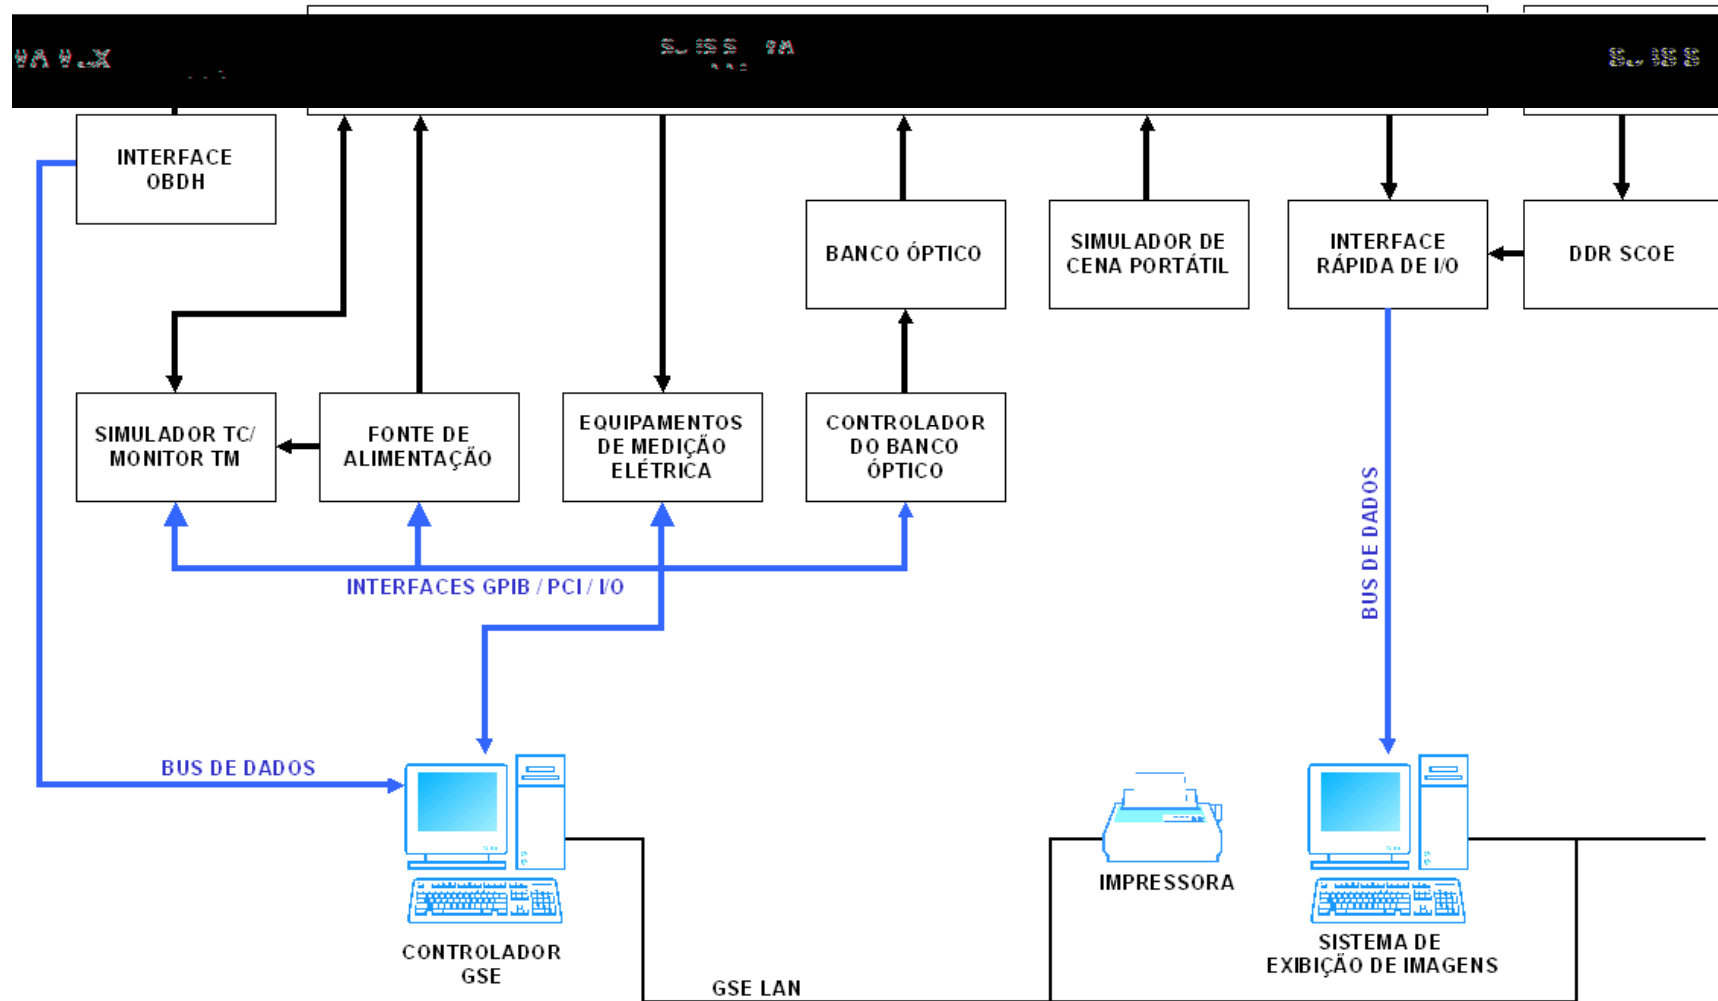 INTERFACE
OBDH
BANCO ÓPTICO
SIMULADOR DE
CENA PORTÁTIL
INTERFACE
RÁPIDA DE I/O
DDR SCOE
SIMULADOR TC/
MONITOR TM
FONTE DE
ALIMENTAÇÃO
EQUIPAMENTOS
DE MEDIÇÃO
ELÉTRICA
CONTROLADOR
DO BANCO
ÓPTICO
INTERFACES GPIB / PCI / I/O
BUS DE DADOS
BUS DE DADOS
IMPRESSORA
CONTROLADOR
GSE
SISTEMA DE
EXIBIÇÃO DE IMAGENS
GSE LAN